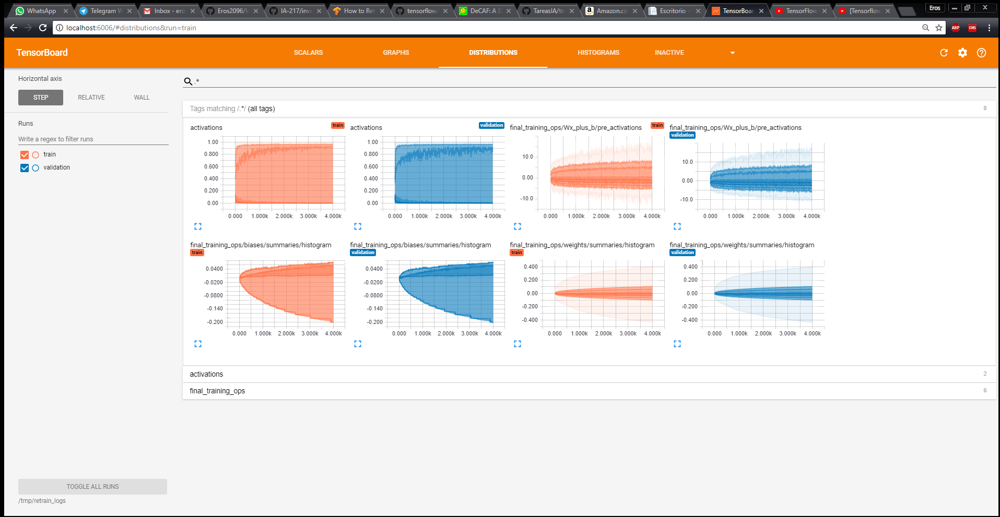 WhatsApp
Telegram W
Inbox - ero
Eros2096/I
IA-217/inve
How to Ret
tensorflow/
DeCAF: A D
TareasIA/te
Amazon.co
Escritorio -
TensorBoar
TensorFlow
[Tensorflow
Eros
localhost:6006/#distributions&run=train
ABP
CORS
TensorBoard
SCALARS
GRAPHS
DISTRIBUTIONS
HISTOGRAMS
INACTIVE
Horizontal axis
STEP
RELATIVE
WALL
Runs
Write a regex to filter runs
train
validation
TOGGLE ALL RUNS
/tmp/retrain_logs
.*
Tags matching /.*/ (all tags)
8
activations
train
1.00
0.800
0.600
0.400
0.200
0.00
0.000 1.000k 2.000k 3.000k 4.000k
activations
validation
1.00
0.800
0.600
0.400
0.200
0.00
0.000 1.000k 2.000k 3.000k 4.000k
final_training_ops/Wx_plus_b/pre_activations
train
10.0
0.00
-10.0
0.000 1.000k 2.000k 3.000k 4.000k
final_training_ops/Wx_plus_b/pre_activations
validation
10.0
0.00
-10.0
0.000 1.000k 2.000k 3.000k 4.000k
final_training_ops/biases/summaries/histogram
train
0.0400
-0.0200
-0.0800
-0.140
-0.200
0.000 1.000k 2.000k 3.000k 4.000k
final_training_ops/biases/summaries/histogram
validation
0.0400
-0.0200
-0.0800
-0.140
-0.200
0.000 1.000k 2.000k 3.000k 4.000k
final_training_ops/weights/summaries/histogram
train
0.400
0.200
0.00
-0.200
-0.400
0.000 1.000k 2.000k 3.000k 4.000k
final_training_ops/weights/summaries/histogram
validation
0.400
0.200
0.00
-0.200
-0.400
0.000 1.000k 2.000k 3.000k 4.000k
activations
2
final_training_ops
6